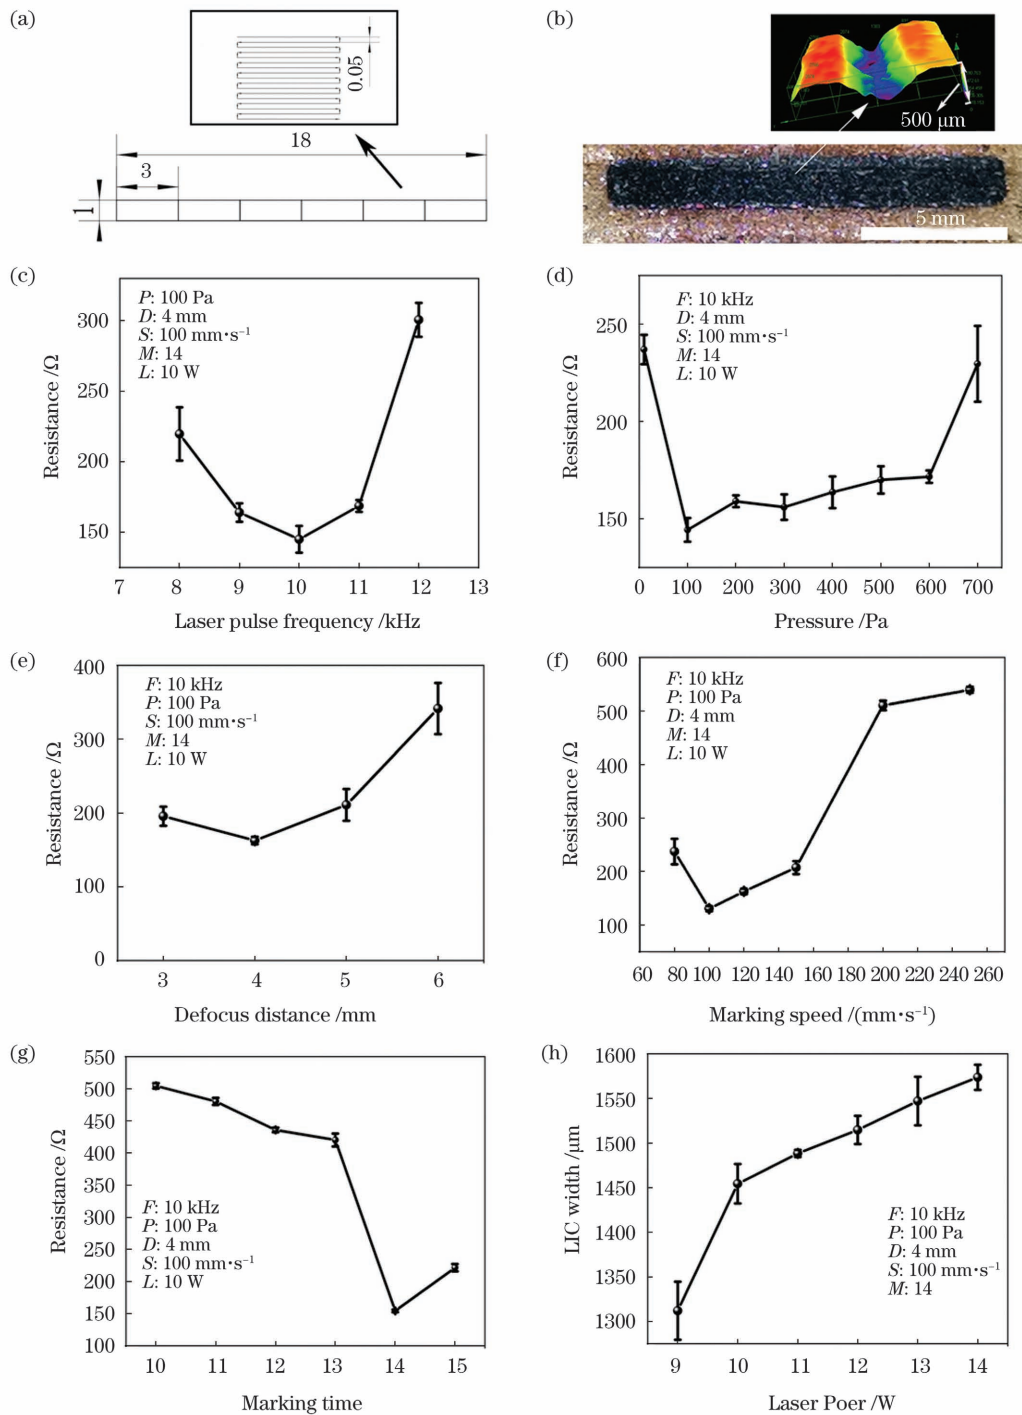 (a)
0.05
18
3
1
(b)
500 μm
5 mm
(c)
P: 100 Pa
D: 4 mm
S: 100 mm·s⁻¹
M: 14
L: 10 W
Resistance /Ω
300
250
200
150
7 8 9 10 11 12 13
Laser pulse frequency /kHz
(d)
F: 10 kHz
D: 4 mm
S: 100 mm·s⁻¹
M: 14
L: 10 W
Resistance /Ω
250
200
150
0 100 200 300 400 500 600 700
Pressure /Pa
(e)
F: 10 kHz
P: 100 Pa
S: 100 mm·s⁻¹
M: 14
L: 10 W
Resistance /Ω
400
300
200
100
0
3 4 5 6
Defocus distance /mm
(f)
F: 10 kHz
P: 100 Pa
D: 4 mm
M: 14
L: 10 W
Resistance /Ω
600
500
400
300
200
100
60 80 100 120 140 160 180 200 220 240 260
Marking speed /(mm·s⁻¹)
(g)
F: 10 kHz
P: 100 Pa
D: 4 mm
S: 100 mm·s⁻¹
L: 10 W
Resistance /Ω
550
500
450
400
350
300
250
200
150
100
10 11 12 13 14 15
Marking time
(h)
F: 10 kHz
P: 100 Pa
D: 4 mm
S: 100 mm·s⁻¹
M: 14
LIC width /μm
1600
1550
1500
1450
1400
1350
1300
9 10 11 12 13 14
Laser Poer /W